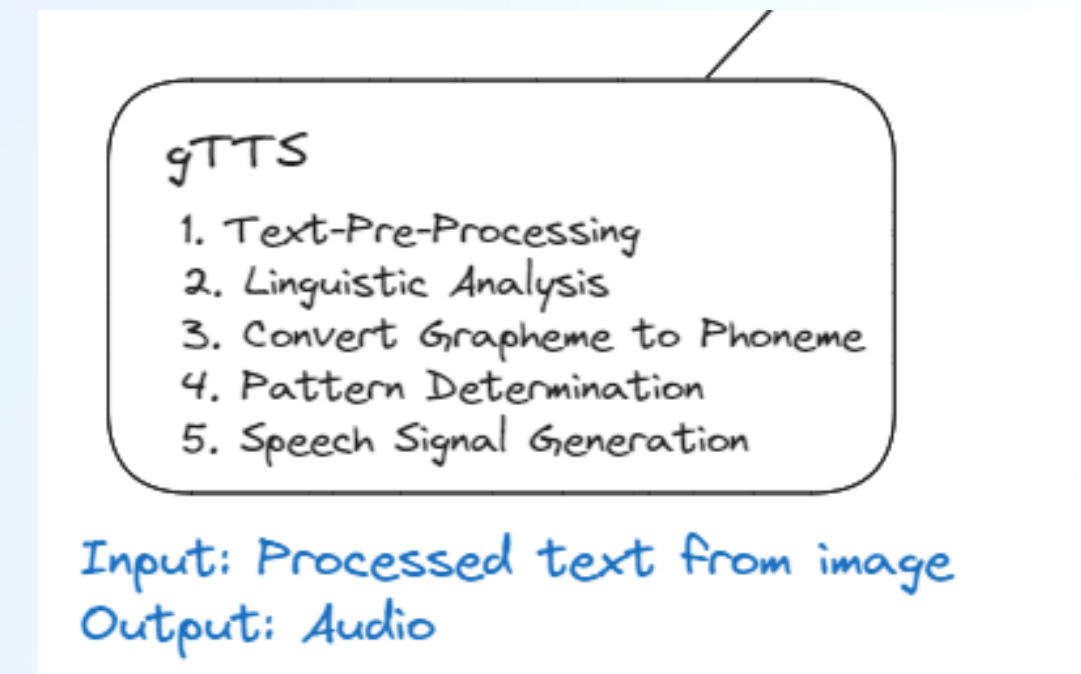 gTTS
1. Text-Pre-Processing
2. Linguistic Analysis
3. Convert Grapheme to Phoneme
4. Pattern Determination
5. Speech Signal Generation
Input: Processed text from image
Output: Audio